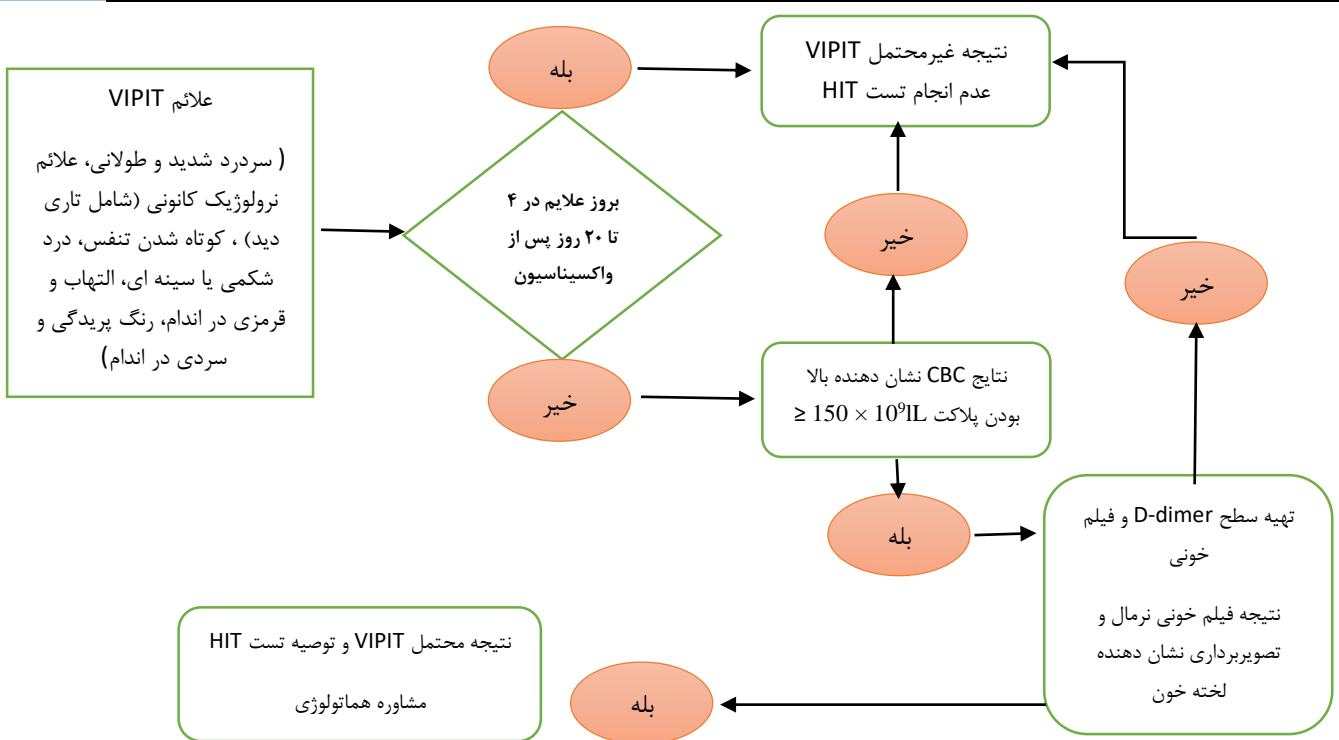 علائم VIPIT
( سردرد شدید و طولانی، علائم
نرولوژیک کانونی (شامل تاری
دید) ، کوتاه شدن تنفس، درد
شکمی یا سینه ای، التهاب و
قرمزی در اندام، رنگ پریدگی و
سردی در اندام)
بله
بروز علایم در ۴
تا ۲۰ روز پس از
واکسیناسیون
خیر
نتیجه غیرمحتمل VIPIT
عدم انجام تست HIT
خیر
نتایج CBC نشان دهنده بالا
بودن پلاکت ≥ 150 × 10⁹lL
بله
خیر
تهیه سطح D-dimer و فیلم
خونی
نتیجه فیلم خونی نرمال و
تصویربرداری نشان دهنده
لخته خون
بله
نتیجه محتمل VIPIT و توصیه تست HIT
مشاوره هماتولوژی